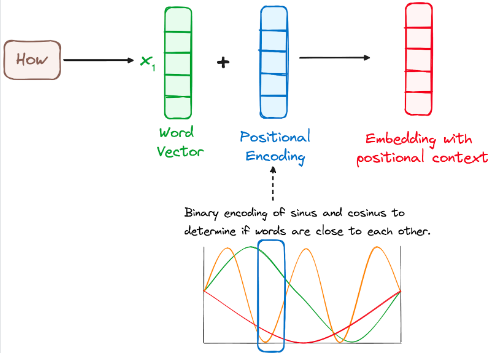 How
x1
+
Word
Vector
Positional
Encoding
Embedding with
positional context
Binary encoding of sinus and cosinus to
determine if words are close to each other.